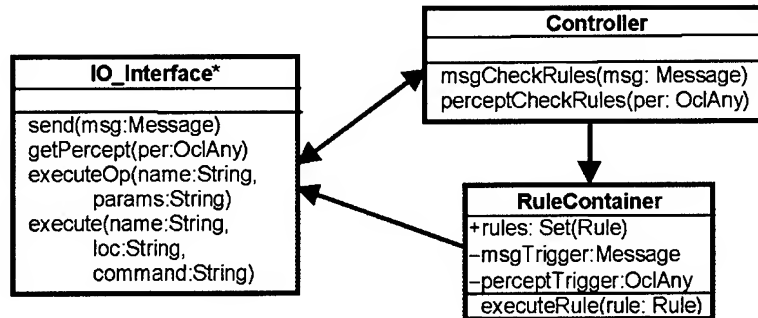 Controller
msgCheckRules(msg: Message)
perceptCheckRules(per: OclAny)
IO_Interface*
send(msg:Message)
getPercept(per:OclAny)
executeOp(name:String,
params:String)
execute(name:String,
loc:String,
command:String)
RuleContainer
+rules: Set(Rule)
–msgTrigger:Message
–perceptTrigger:OclAny
executeRule(rule: Rule)